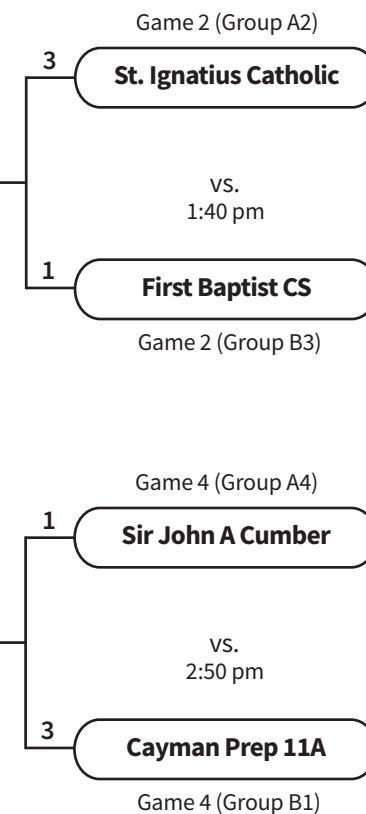 Game 2 (Group A2)
3
St. Ignatius Catholic
vs.
1:40 pm
1
First Baptist CS
Game 2 (Group B3)
Game 4 (Group A4)
1
Sir John A Cumber
vs.
2:50 pm
3
Cayman Prep 11A
Game 4 (Group B1)